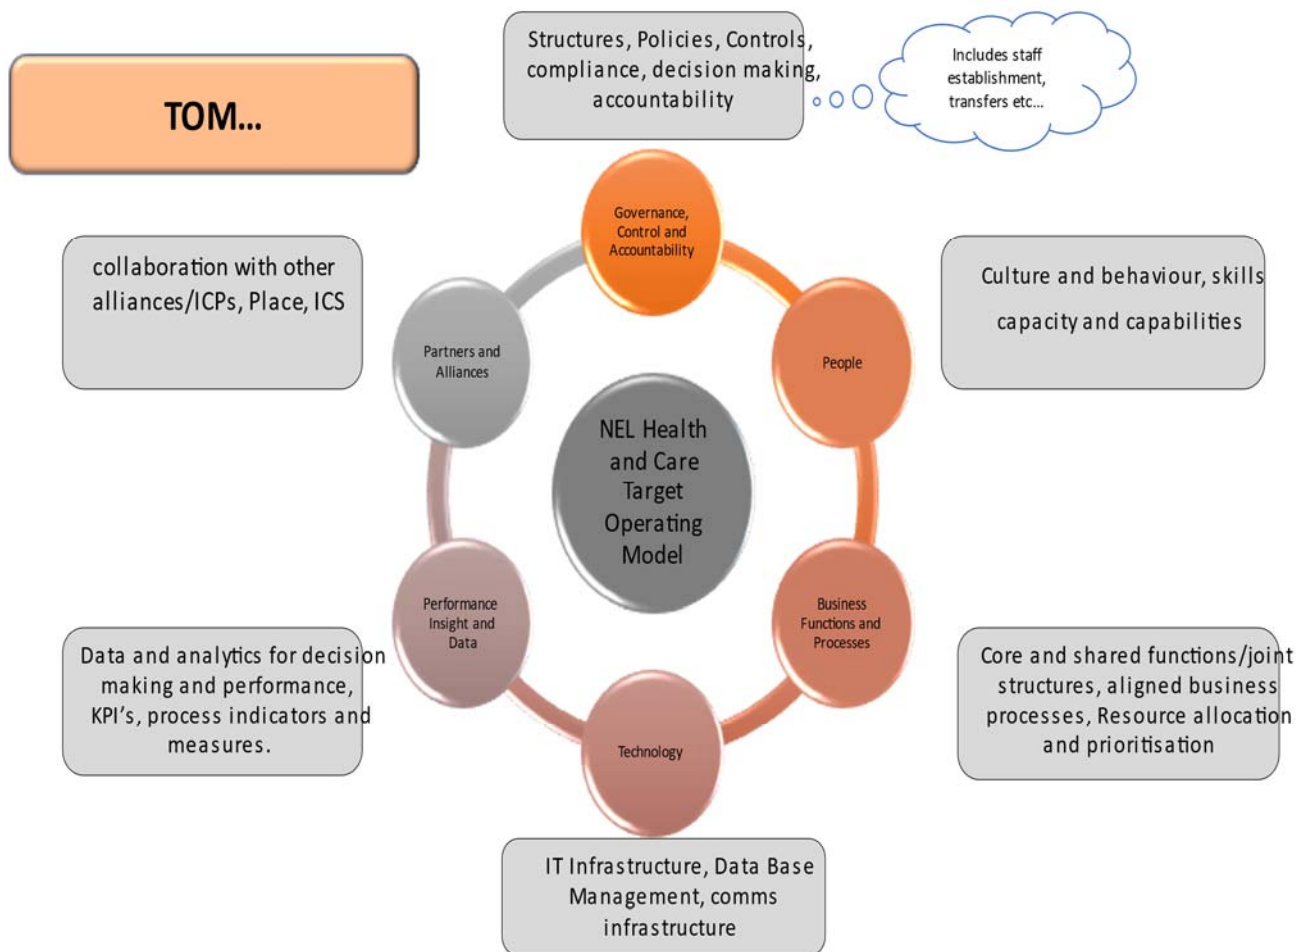 TOM...
Structures, Policies, Controls,
compliance, decision making,
accountability
Includes staff
establishment,
transfers etc...
Governance,
Control and
Accountability
collaboration with other
alliances/ICPs, Place, ICS
Culture and behaviour, skills
capacity and capabilities
Partners and
Alliances
People
NEL Health
and Care
Target
Operating
Model
Performance
Insight and
Data
Business
Functions and
Processes
Data and analytics for decision
making and performance,
KPI's, process indicators and
measures.
Core and shared functions/joint
structures, aligned business
processes, Resource allocation
and prioritisation
Technology
IT Infrastructure, Data Base
Management, comms
infrastructure